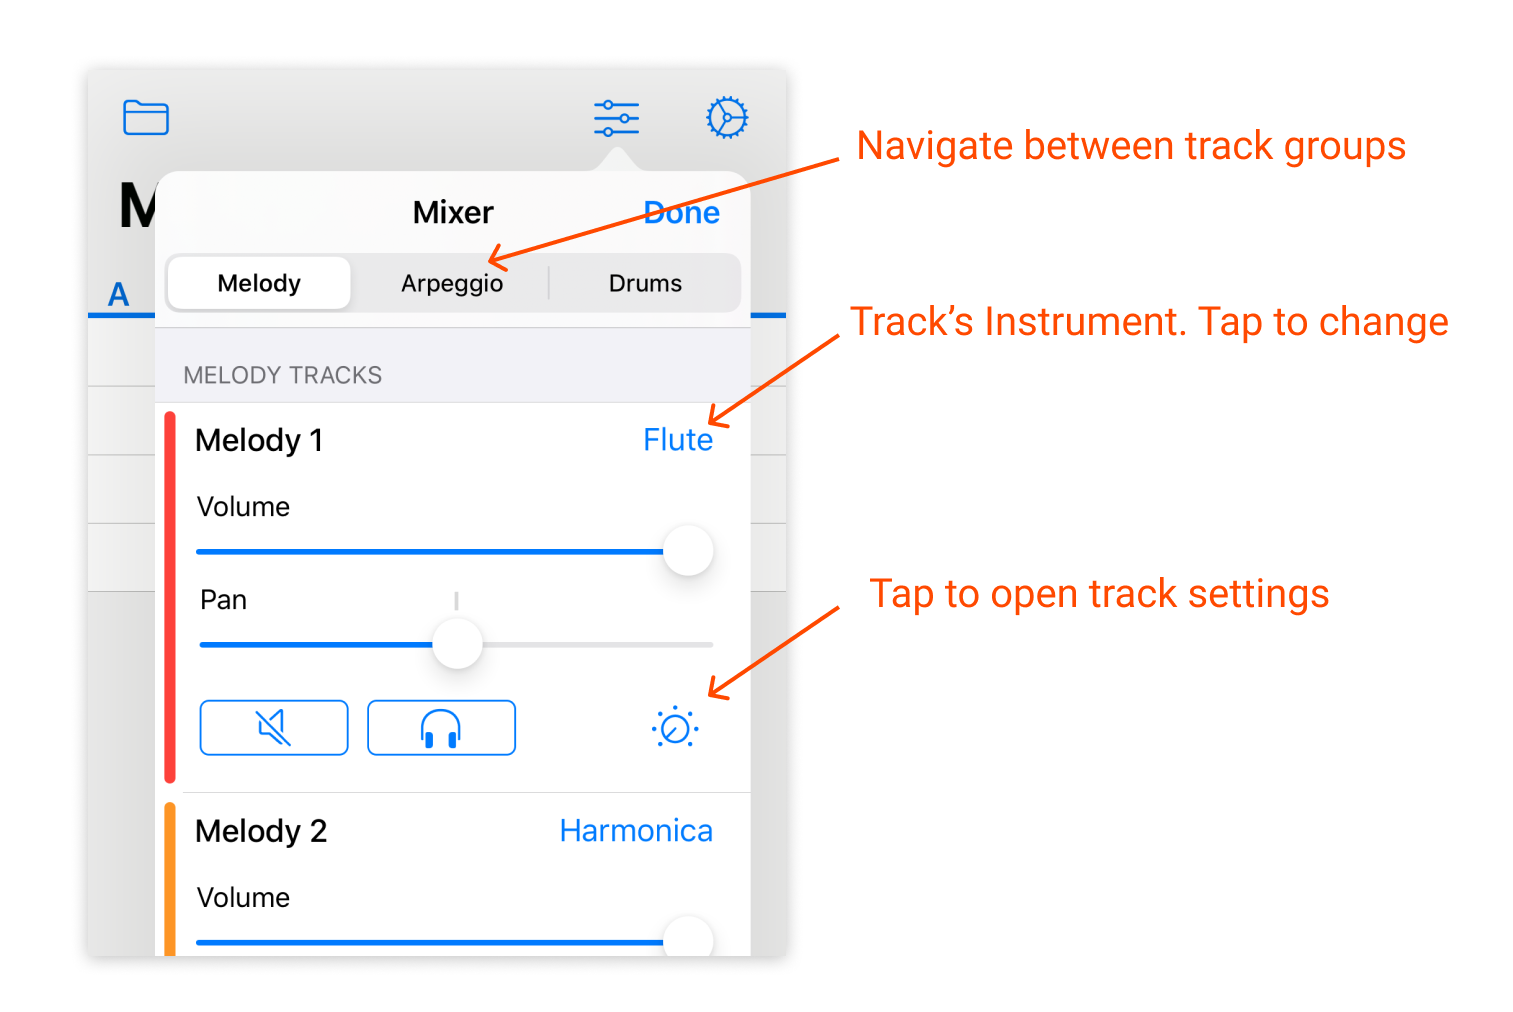 Navigate between track groups
M
Mixer
Done
Melody
Arpeggio
Drums
A
Track’s Instrument. Tap to change
MELODY TRACKS
Melody 1
Flute
Volume
Pan
Tap to open track settings
Melody 2
Harmonica
Volume